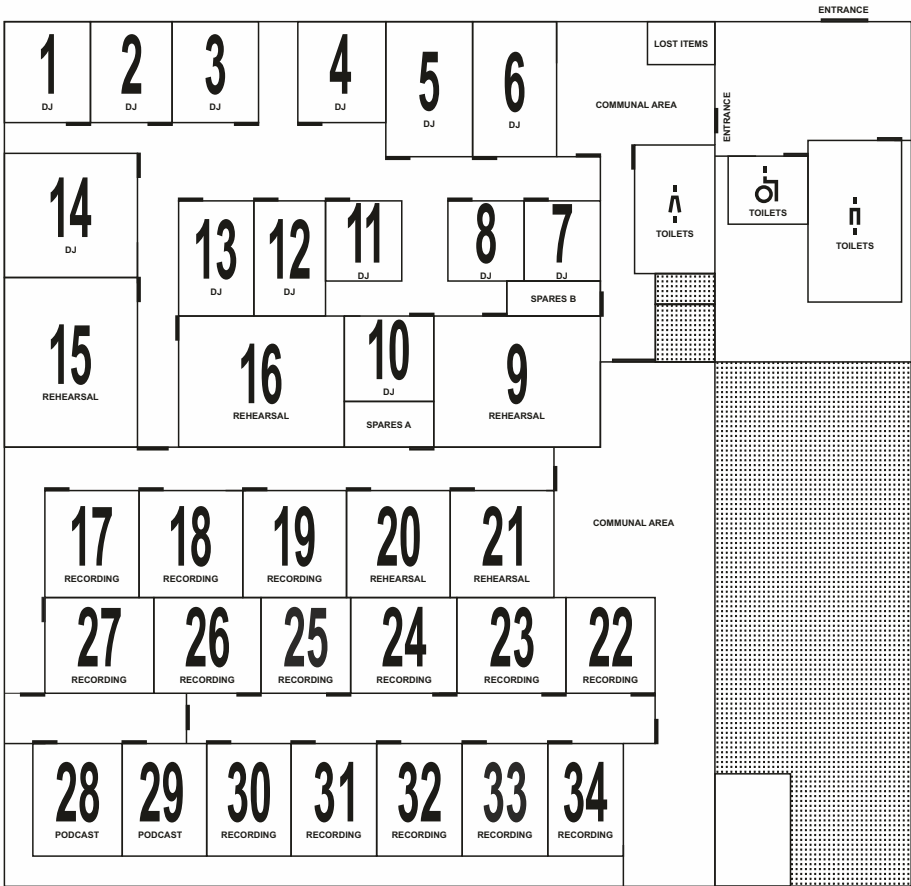 ENTRANCE
1
DJ
2
DJ
3
DJ
4
DJ
5
DJ
6
DJ
LOST ITEMS
COMMUNAL AREA
ENTRANCE
14
DJ
13
DJ
12
DJ
11
DJ
8
DJ
7
DJ
SPARES B
TOILETS
TOILETS
TOILETS
15
REHEARSAL
16
REHEARSAL
10
DJ
SPARES A
9
REHEARSAL
COMMUNAL AREA
17
RECORDING
18
RECORDING
19
RECORDING
20
REHEARSAL
21
REHEARSAL
27
RECORDING
26
RECORDING
25
RECORDING
24
RECORDING
23
RECORDING
22
RECORDING
28
PODCAST
29
PODCAST
30
RECORDING
31
RECORDING
32
RECORDING
33
RECORDING
34
RECORDING